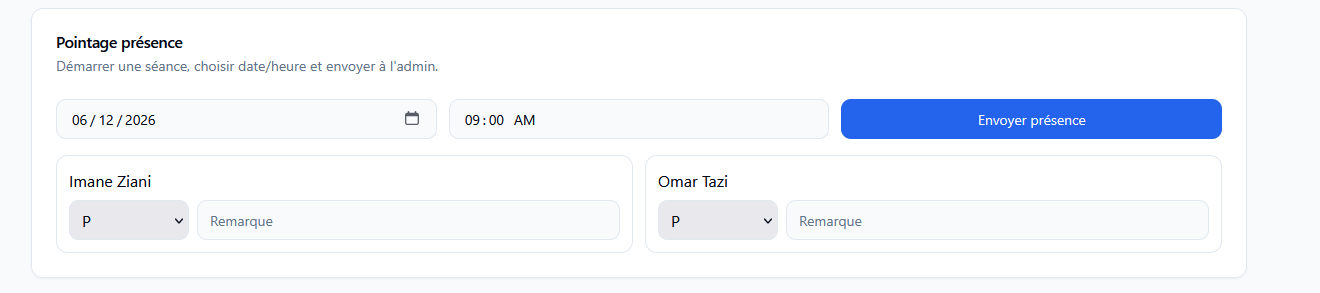 Pointage présence
Démarrer une séance, choisir date/heure et envoyer à l'admin.
06/12/2026 09:00 AM Envoyer présence
Imane Ziani Omar Tazi
P Remarque P Remarque